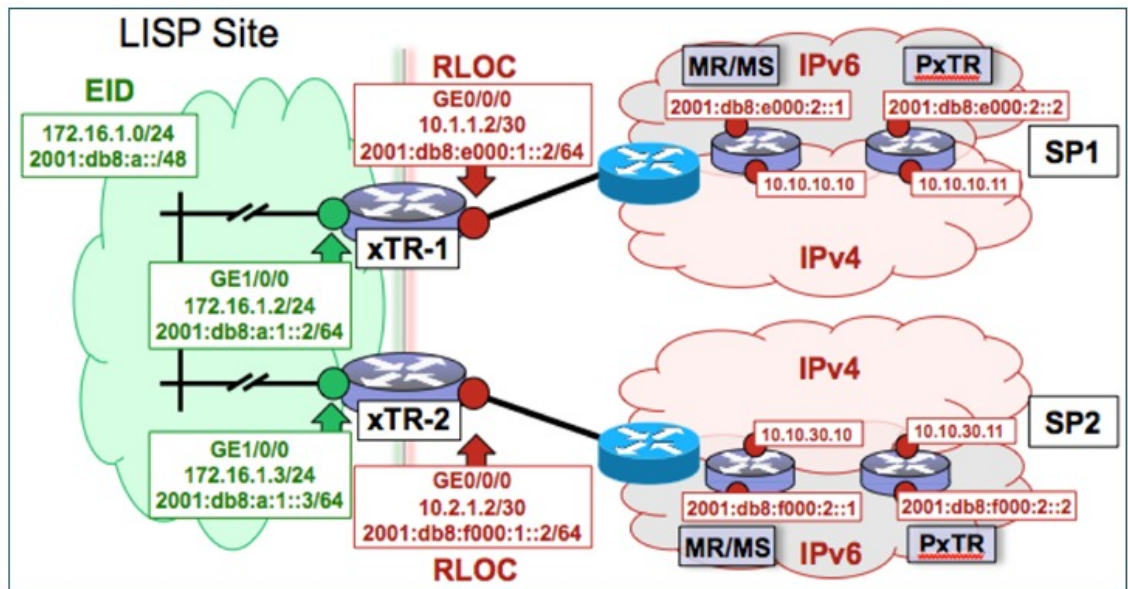 LISP Site
EID
172.16.1.0/24
2001:db8:a::/48
RLOC
GE0/0/0
10.1.1.2/30
2001:db8:e000:1::2/64
xTR-1
GE1/0/0
172.16.1.2/24
2001:db8:a:1::2/64
MR/MS
IPv6
PxTR
2001:db8:e000:2::1
2001:db8:e000:2::2
SP1
10.10.10.10
10.10.10.11
IPv4
xTR-2
GE1/0/0
172.16.1.3/24
2001:db8:a:1::3/64
GE0/0/0
10.2.1.2/30
2001:db8:f000:1::2/64
RLOC
IPv4
SP2
10.10.30.10
10.10.30.11
2001:db8:f000:2::1
2001:db8:f000:2::2
MR/MS
IPv6
PxTR